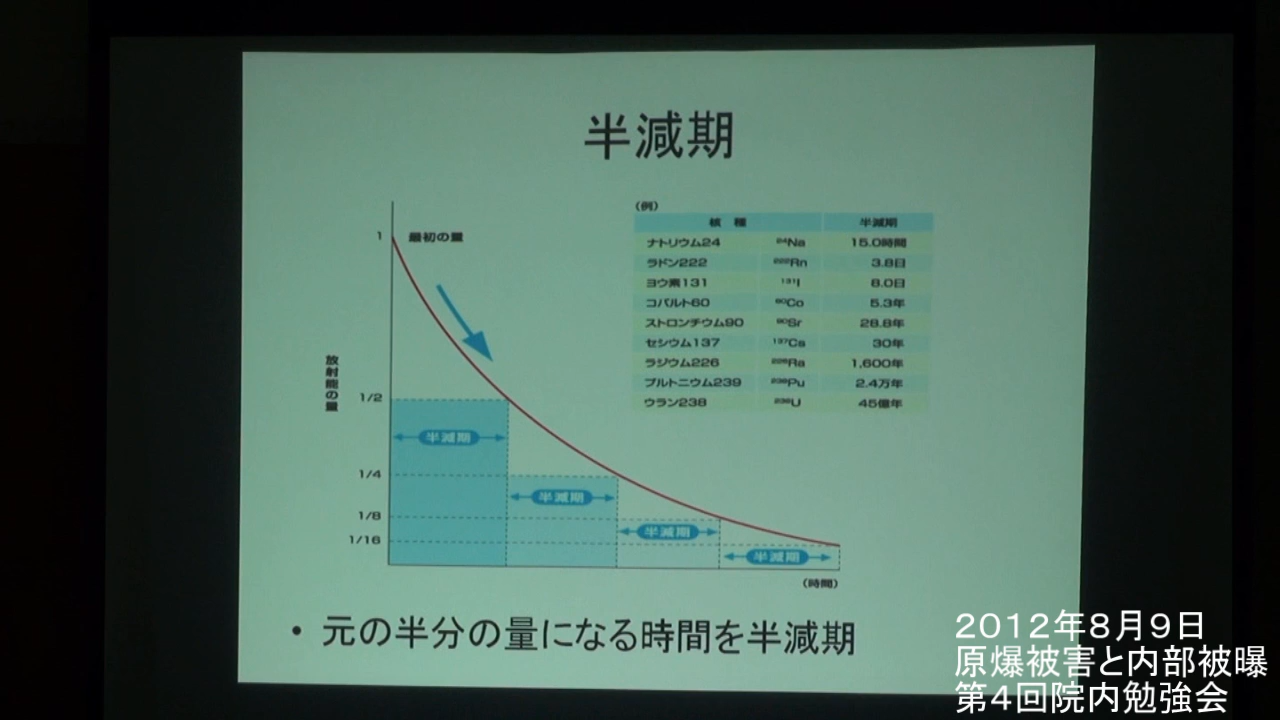 半減期
(例)
核種 半減期
ナトリウム24 ²⁴Na 15.0時間
ラドン222 ²²²Rn 3.8日
ヨウ素131 ¹³¹I 8.0日
コバルト60 ⁶⁰Co 5.3年
ストロンチウム90 ⁹⁰Sr 28.8年
セシウム137 ¹³⁷Cs 30年
ラジウム226 ²²⁶Ra 1,600年
プルトニウム239 ²³⁹Pu 2.4万年
ウラン238 ²³⁸U 45億年
放射能の量
1 最初の量
1/2
半減期
1/4
半減期
1/8
半減期
1/16
半減期
(時間)
• 元の半分の量になる時間を半減期
2012年8月9日
原爆被害と内部被曝
第4回院内勉強会